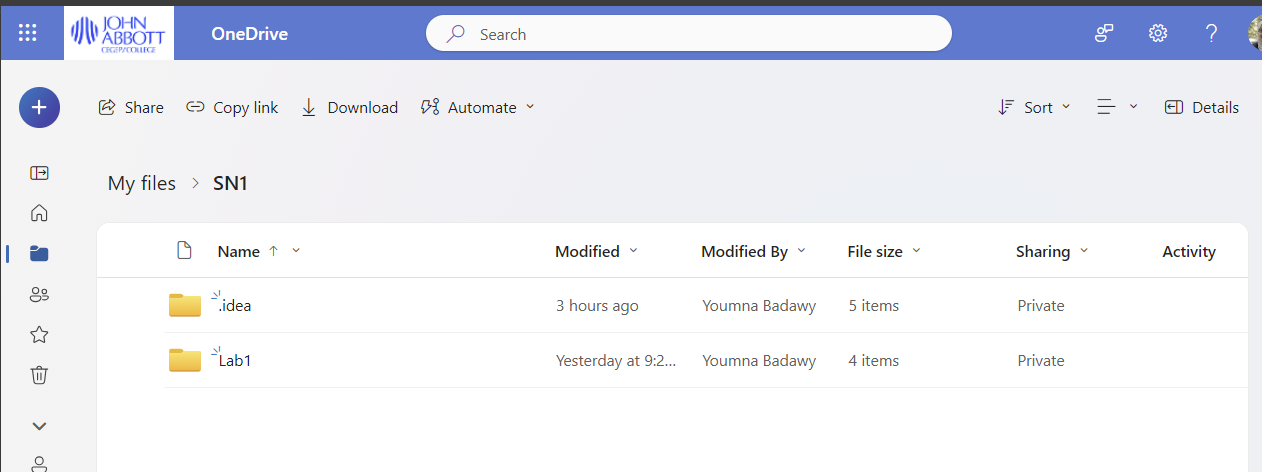 JOHN
ABBOTT
CEGEP/COLLEGE
OneDrive
Search
Share
Copy link
Download
Automate
Sort
Details
My files > SN1
Name ↑ Modified Modified By File size Sharing Activity
.idea 3 hours ago Youmna Badawy 5 items Private
Lab1 Yesterday at 9:2... Youmna Badawy 4 items Private